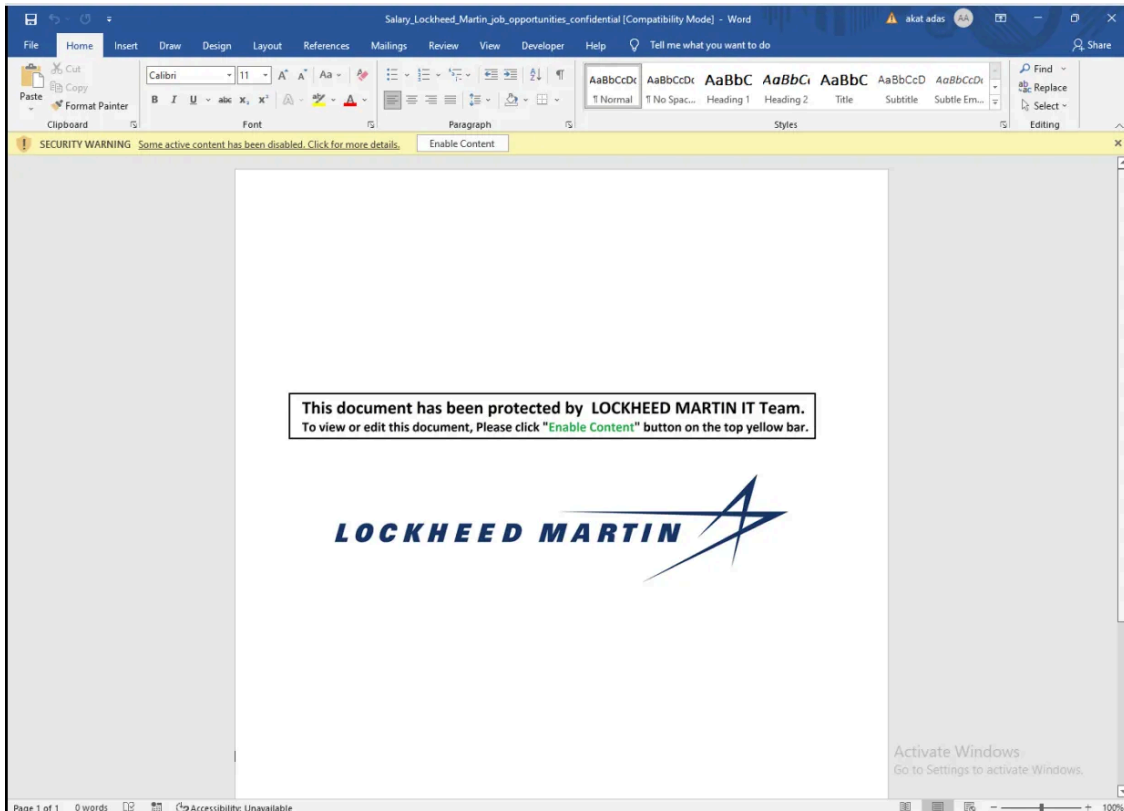 Salary_Lockheed_Martin_job_opportunities_confidential [Compatibility Mode] - Word
akat adas
AA
File Home Insert Draw Design Layout References Mailings Review View Developer Help Tell me what you want to do
Share
Paste
Cut
Copy
Format Painter
Clipboard
Calibri 11 A A Aa A
B I U abc x, x² A A
Font
Paragraph
AaBbCcDc AaBbCcDc AaBbC AaBbC AaBbC AaBbCcD AaBbCcDt
¶ Normal ¶ No Spac... Heading 1 Heading 2 Title Subtitle Subtle Em...
Styles
Find
Replace
Select
Editing
SECURITY WARNING Some active content has been disabled. Click for more details. Enable Content
This document has been protected by LOCKHEED MARTIN IT Team.
To view or edit this document, Please click "Enable Content" button on the top yellow bar.
LOCKHEED MARTIN
Activate Windows
Go to Settings to activate Windows.
Page 1 of 1 0 words Accessibility: Unavailable 100%